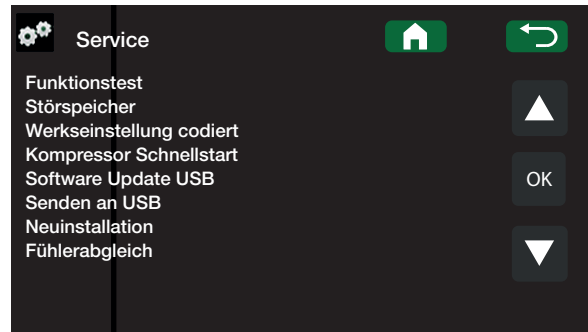 Service
Funktionstest
Störspeicher
Werkseinstellung codiert
Kompressor Schnellstart
Software Update USB
Senden an USB
Neuinstallation
Fühlerabgleich
OK